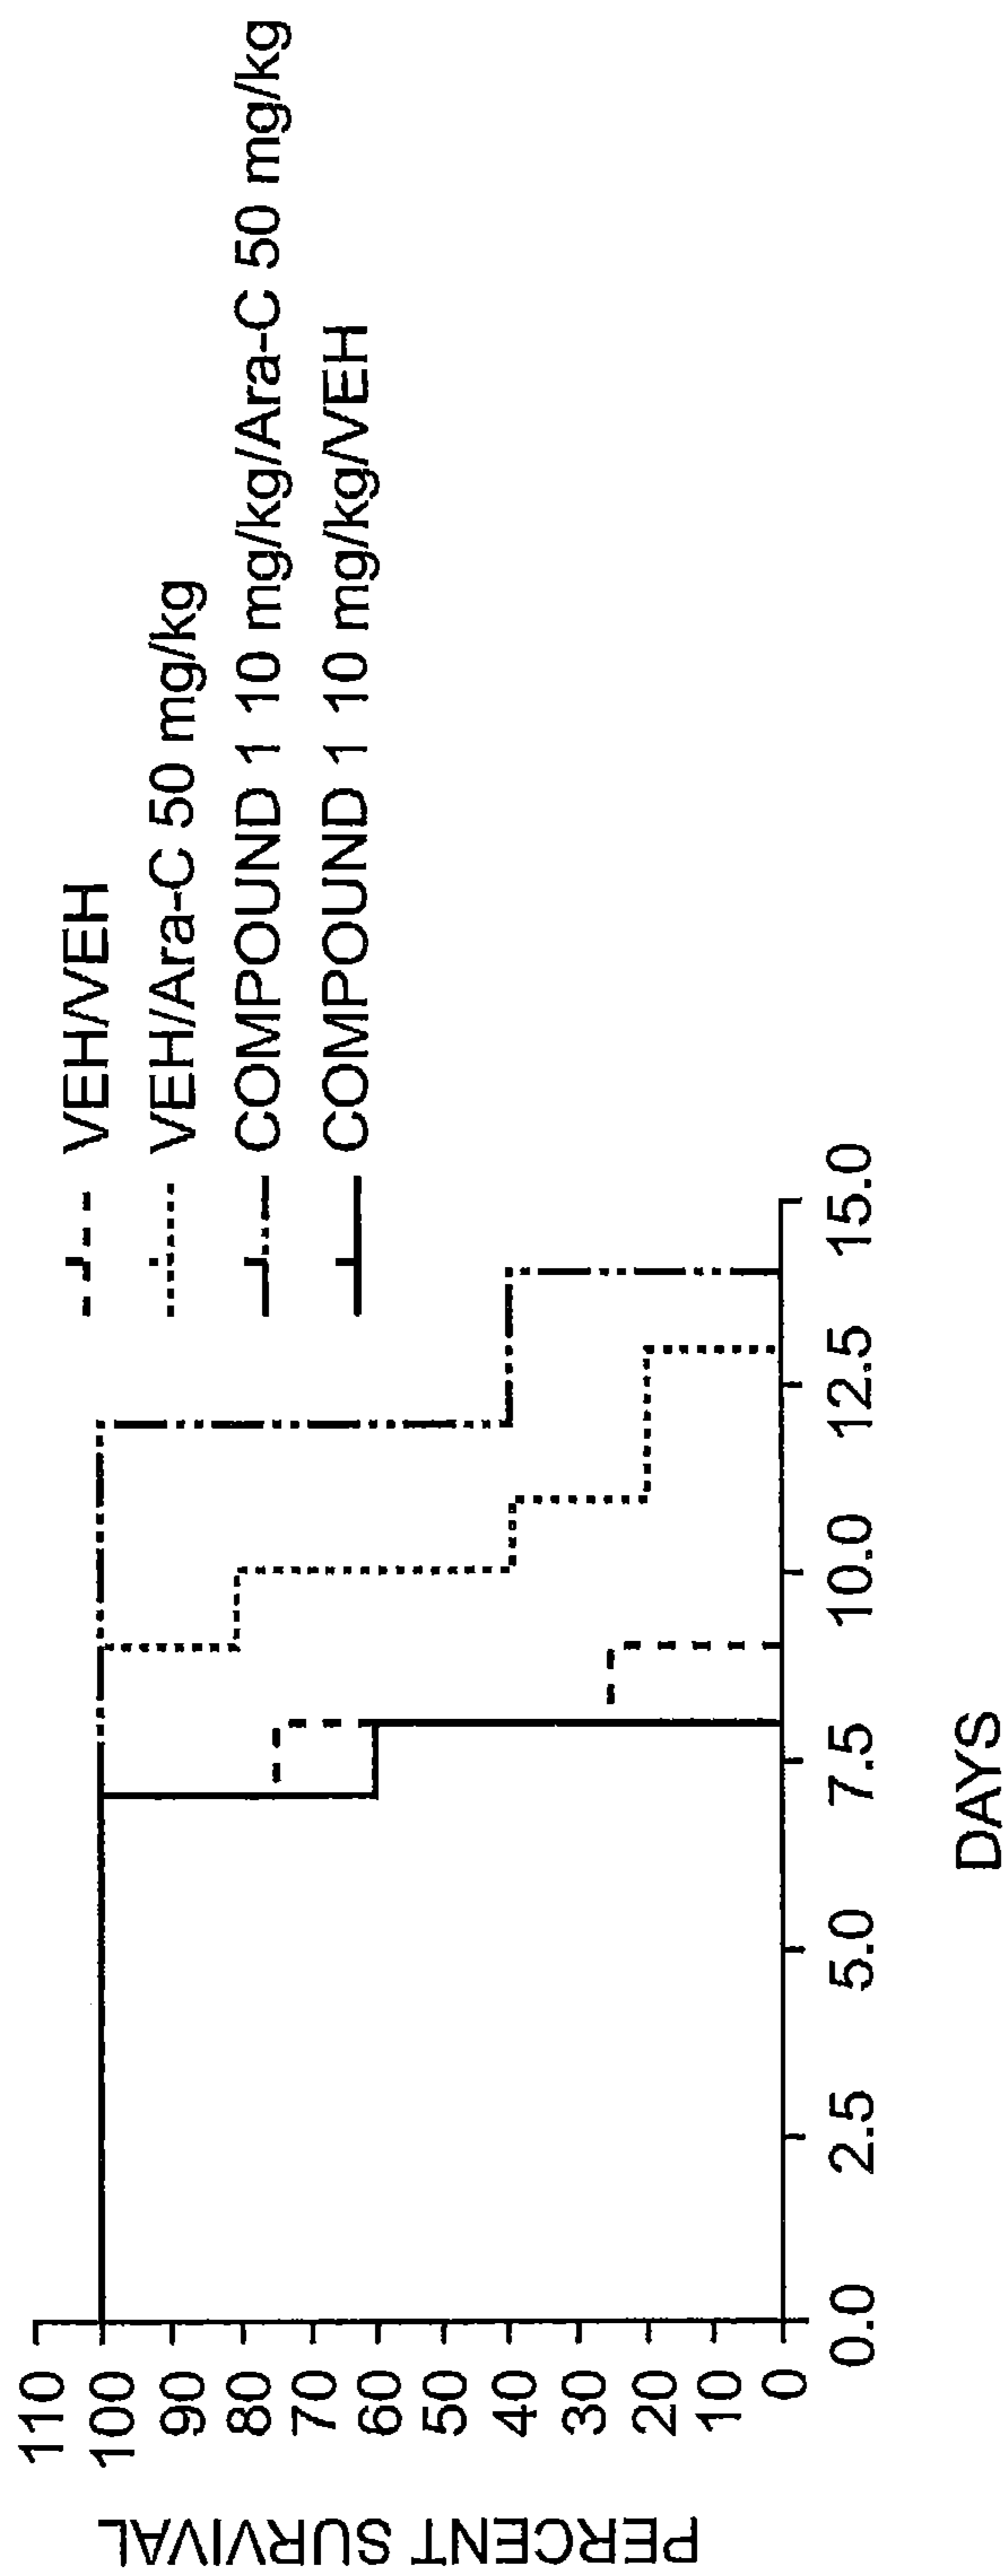 PERCENT SURVIVAL
110
100
90
80
70
60
50
40
30
20
10
0
0.0 2.5 5.0 7.5 10.0 12.5 15.0
DAYS
VEH/VEH
VEH/Ara-C 50 mg/kg
COMPOUND 1 10 mg/kg/Ara-C 50 mg/kg
COMPOUND 1 10 mg/kg/VEH